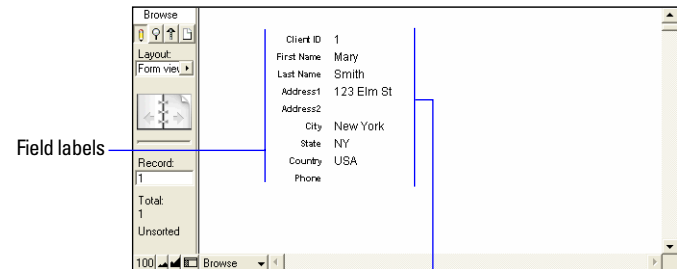 Browse
Layout:
Form view
Record:
1
Total:
1
Unsorted
100
Browse
Field labels
Client ID 1
First Name Mary
Last Name Smith
Address1 123 Elm St
Address2
City New York
State NY
Country USA
Phone